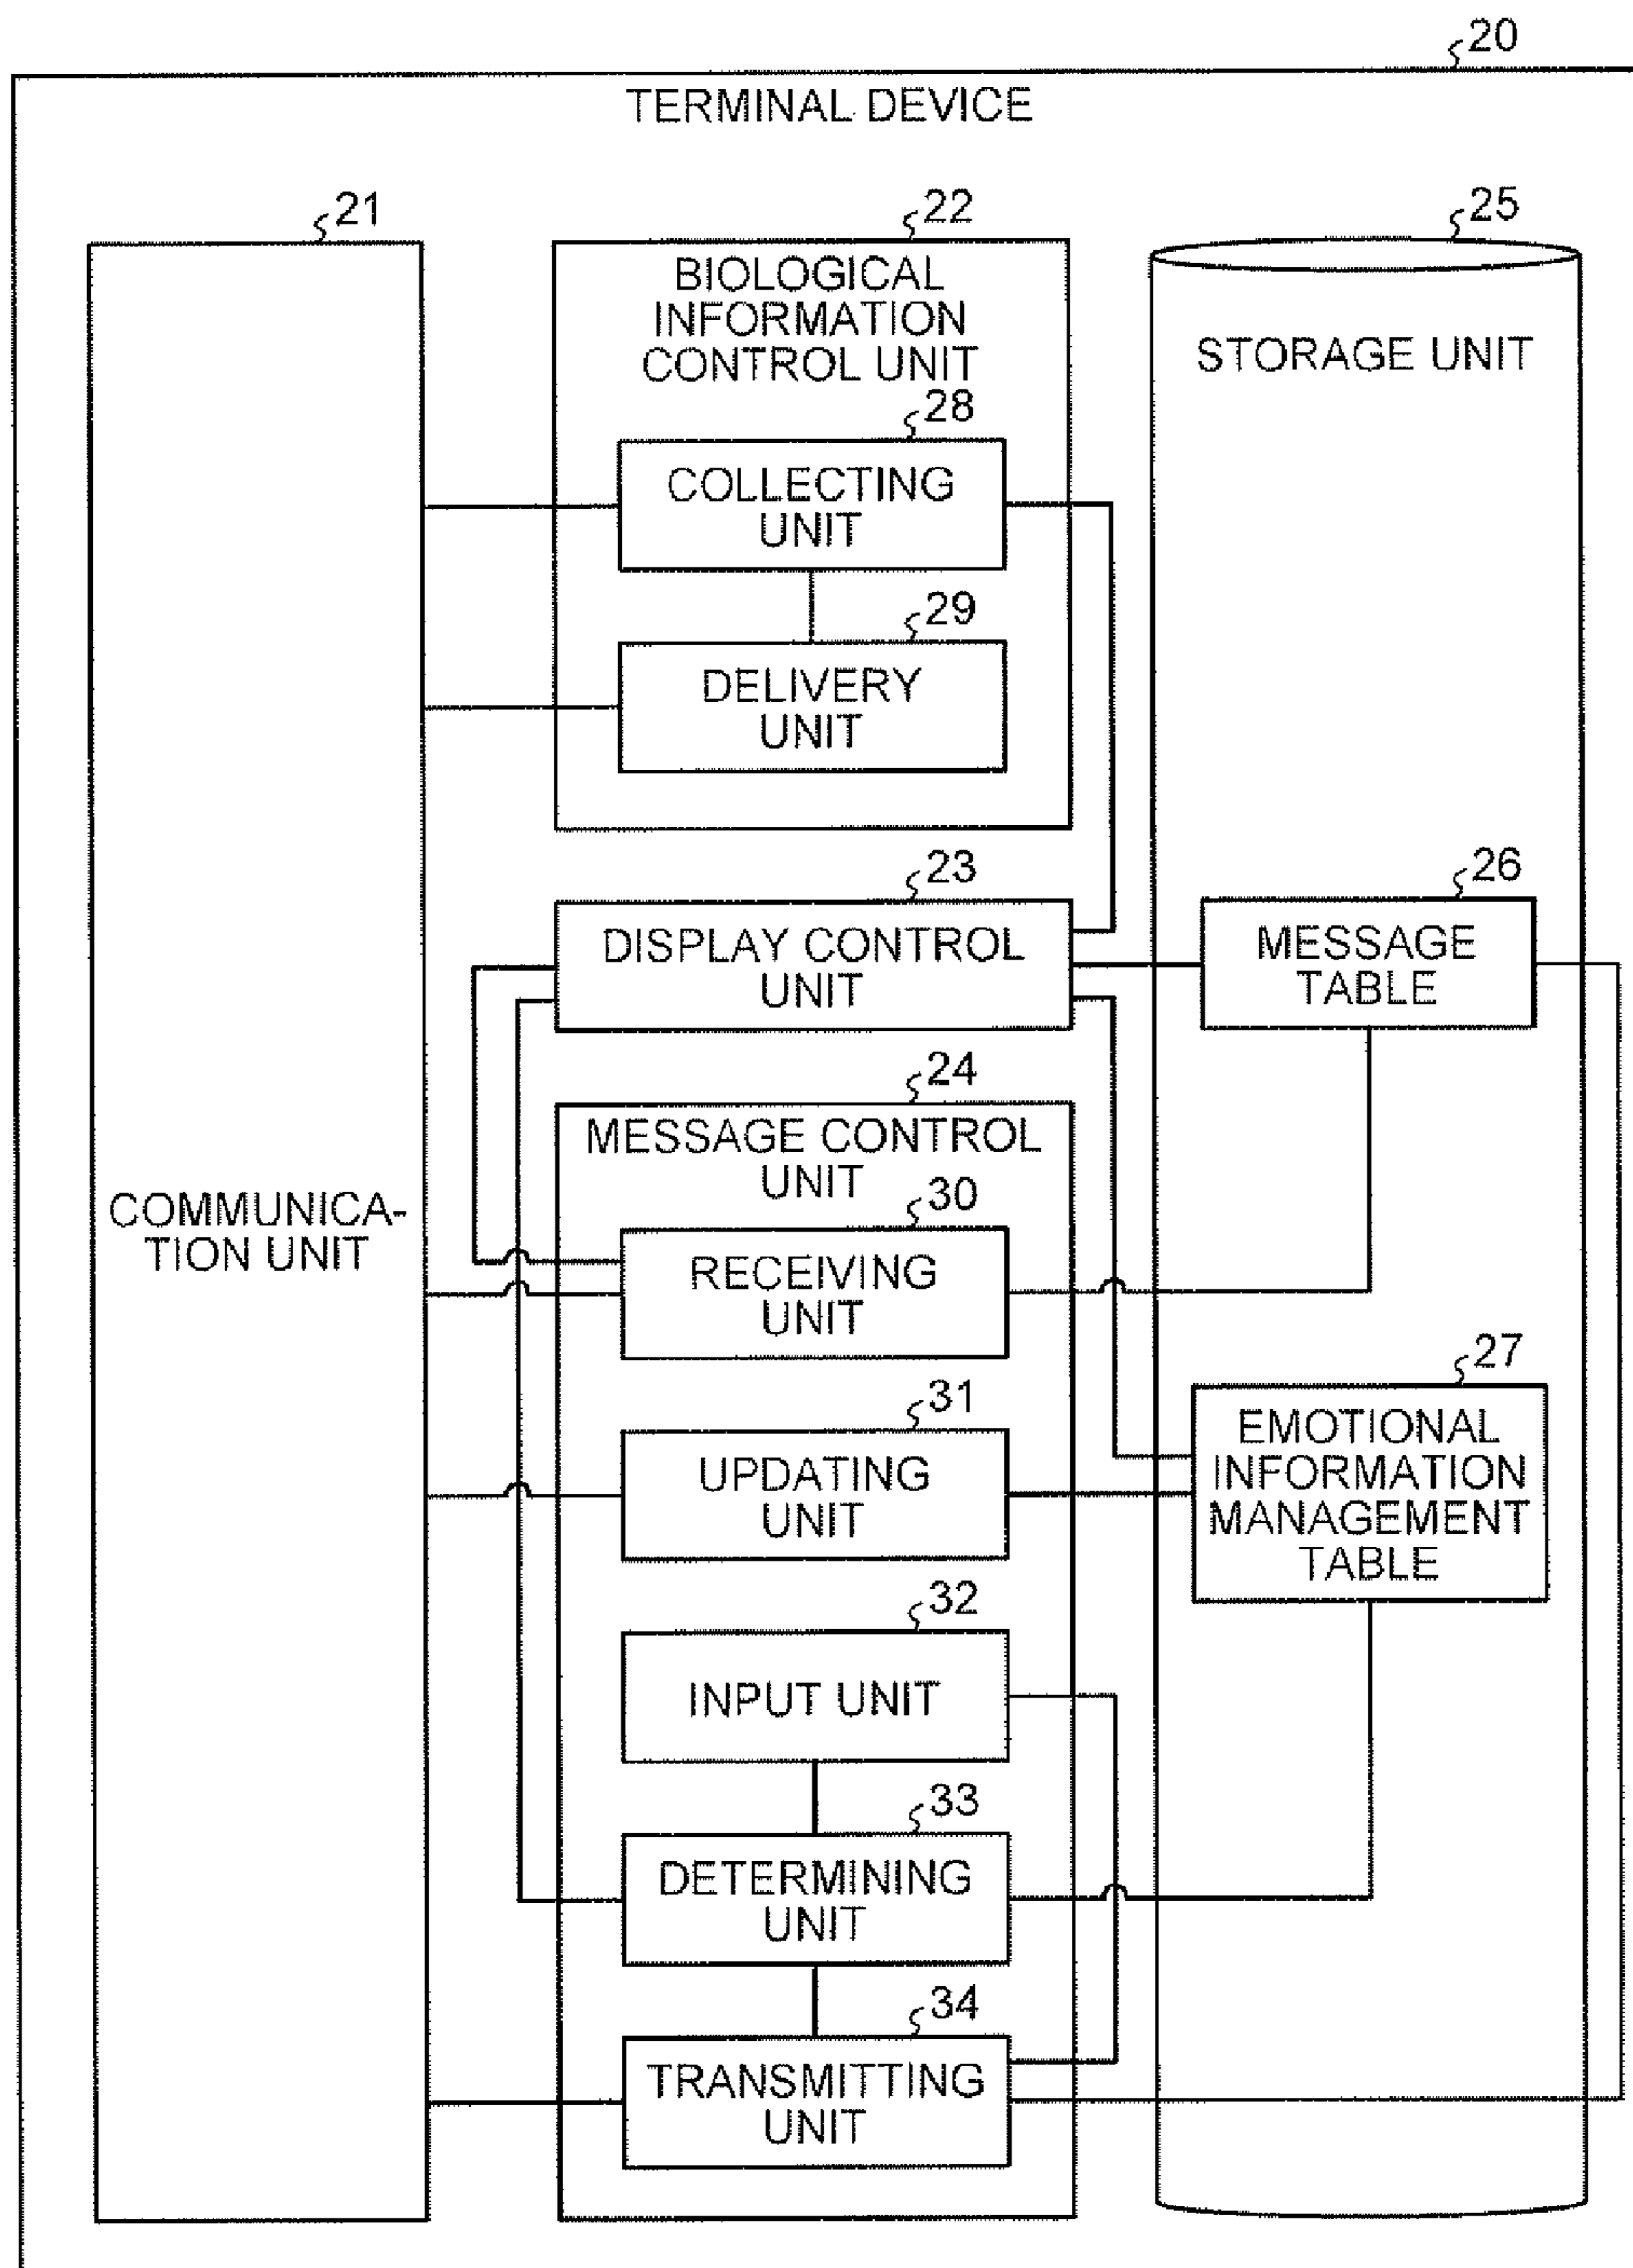 20
TERMINAL DEVICE
21
COMMUNICA-
TION UNIT
22
BIOLOGICAL
INFORMATION
CONTROL UNIT
28
COLLECTING
UNIT
29
DELIVERY
UNIT
23
DISPLAY CONTROL
UNIT
24
MESSAGE CONTROL
UNIT
30
RECEIVING
UNIT
31
UPDATING
UNIT
32
INPUT UNIT
33
DETERMINING
UNIT
34
TRANSMITTING
UNIT
25
STORAGE UNIT
26
MESSAGE
TABLE
27
EMOTIONAL
INFORMATION
MANAGEMENT
TABLE